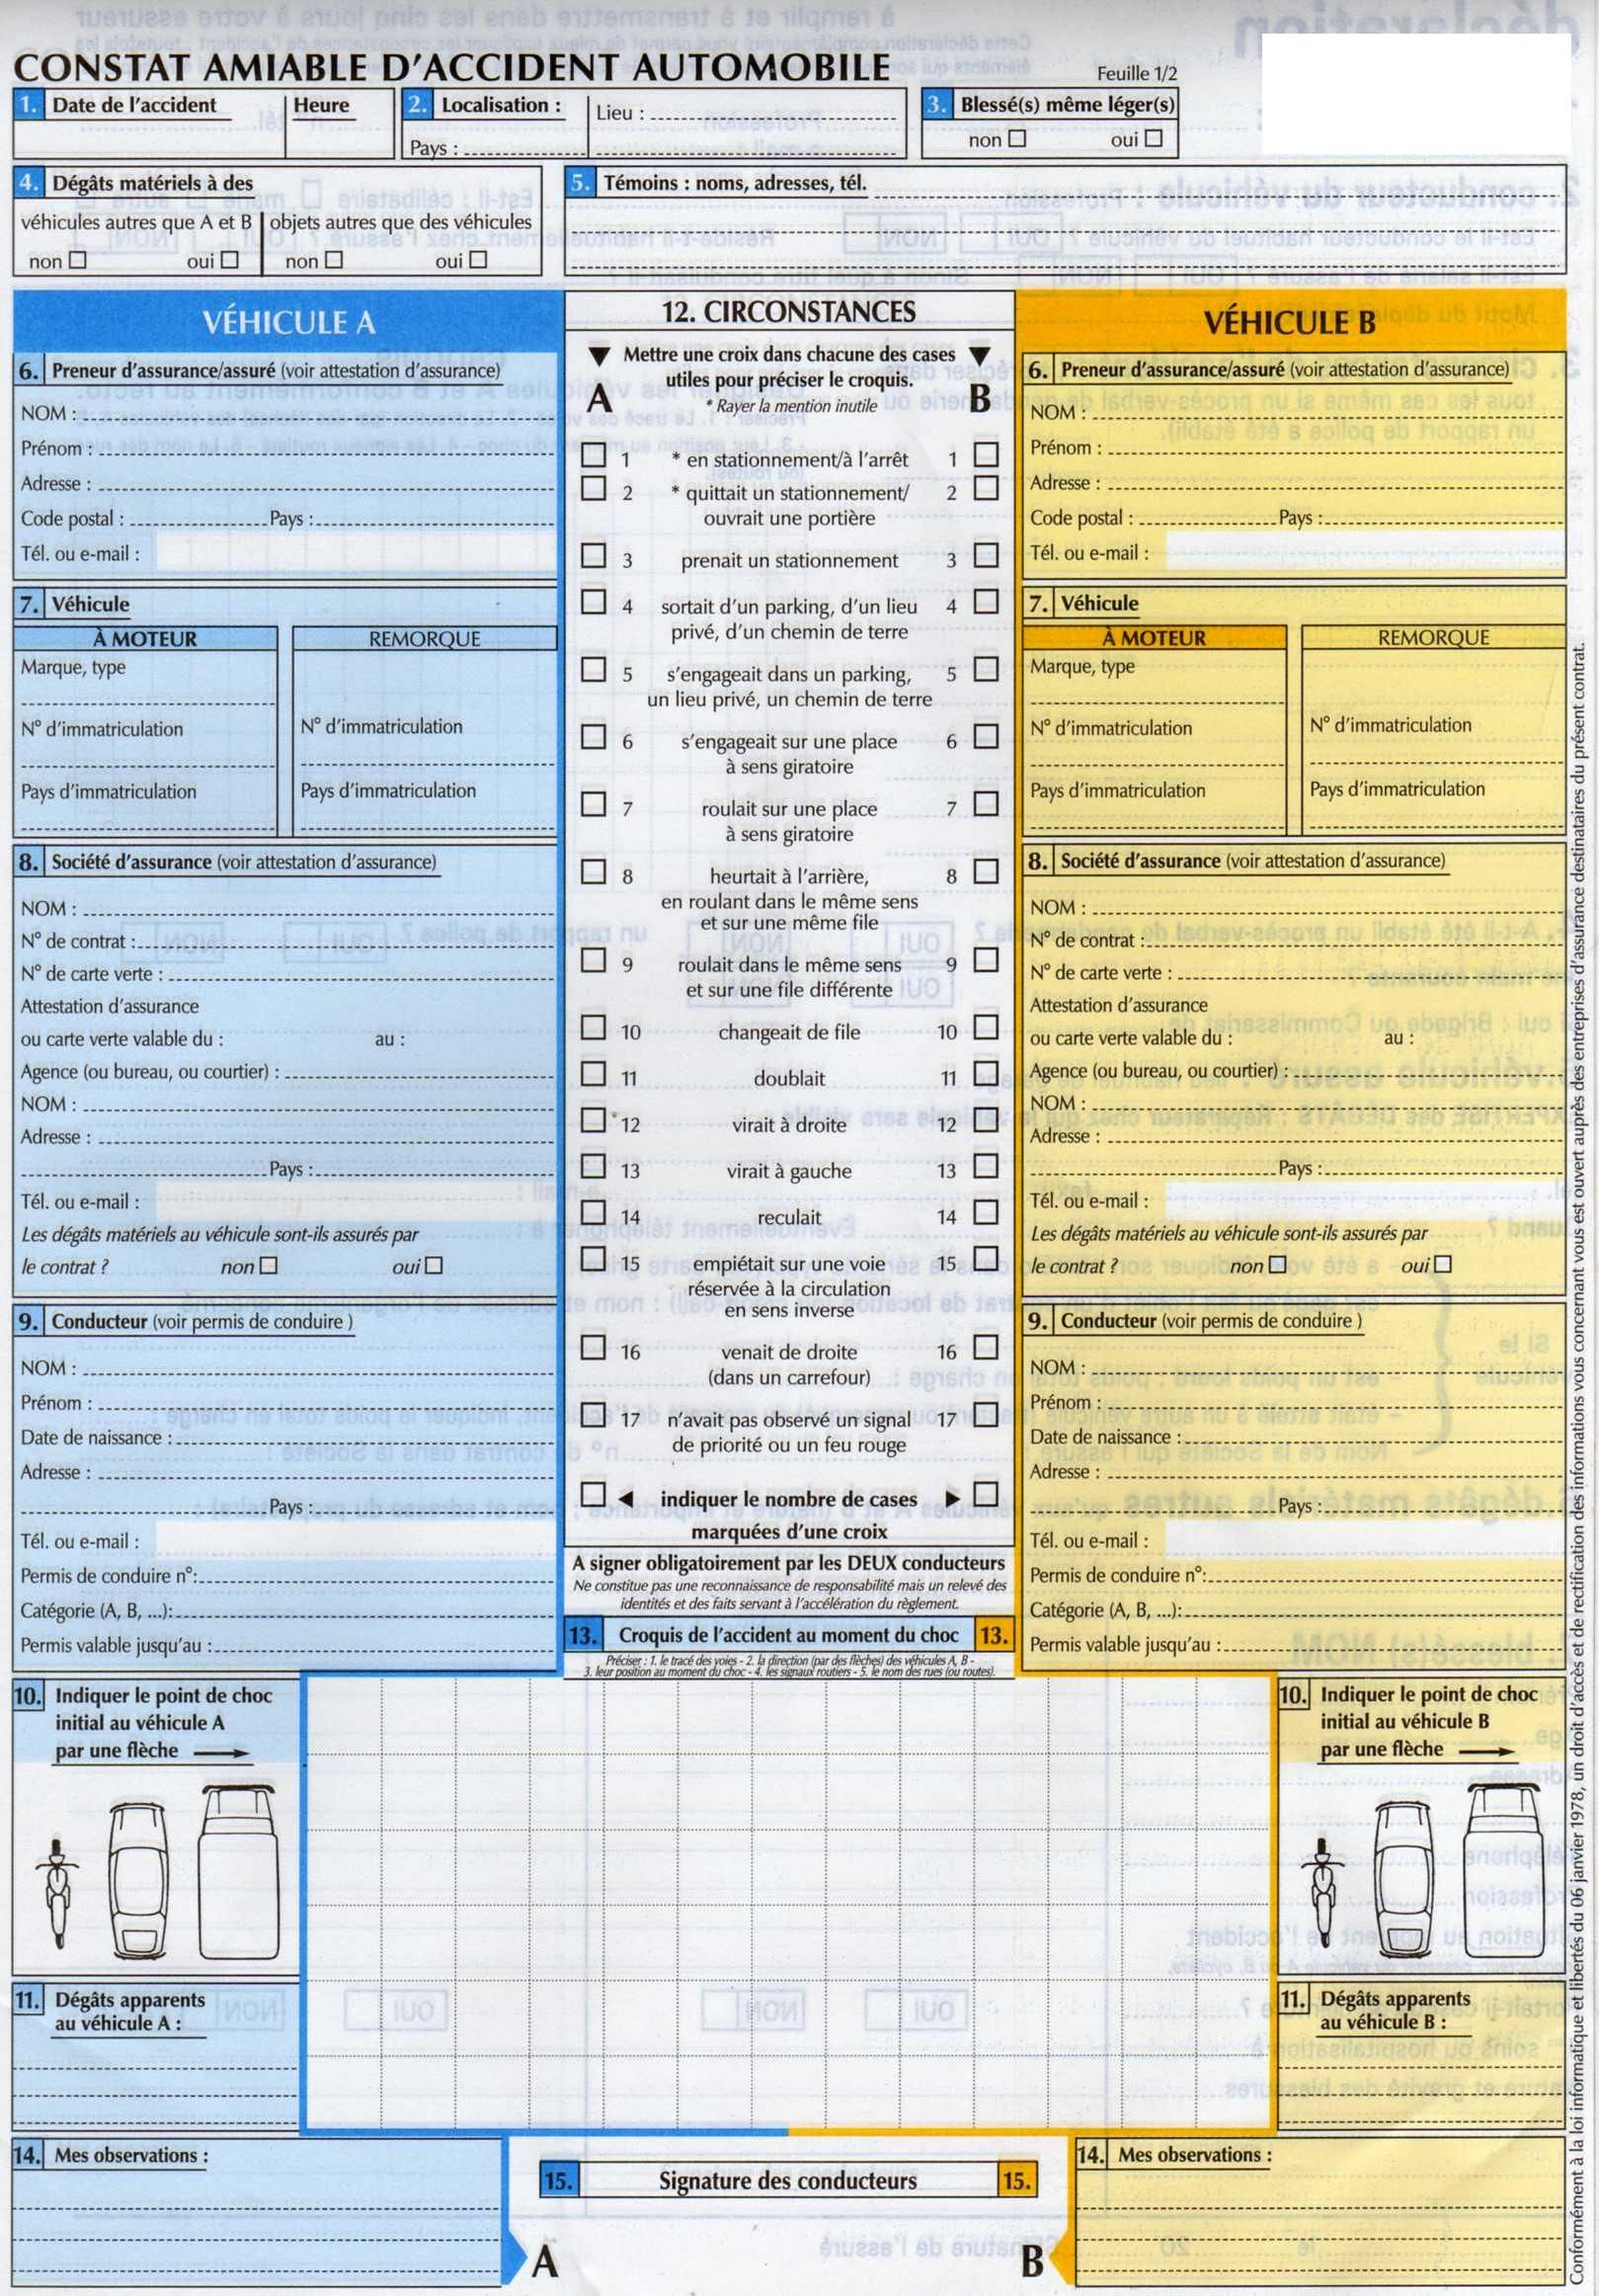 CONSTAT AMIABLE D'ACCIDENT AUTOMOBILE
Feuille 1/2
1. Date de l'accident
Heure
2. Localisation :
Lieu :
Pays :
3. Blessé(s) même léger(s)
non oui
4. Dégâts matériels à des
véhicules autres que A et B
objets autres que des véhicules
non oui
non oui
5. Témoins : noms, adresses, tél.
VÉHICULE A
6. Preneur d'assurance/assuré (voir attestation d'assurance)
NOM :
Prénom :
Adresse :
Code postal : Pays :
Tél. ou e-mail :
7. Véhicule
À MOTEUR
Marque, type
N° d'immatriculation
Pays d'immatriculation
REMORQUE
N° d'immatriculation
Pays d'immatriculation
8. Société d'assurance (voir attestation d'assurance)
NOM :
N° de contrat :
N° de carte verte :
Attestation d'assurance
ou carte verte valable du : au :
Agence (ou bureau, ou courtier) :
NOM :
Adresse :
Pays :
Tél. ou e-mail :
Les dégâts matériels au véhicule sont-ils assurés par
le contrat ? non oui
9. Conducteur (voir permis de conduire )
NOM :
Prénom :
Date de naissance :
Adresse :
Pays :
Tél. ou e-mail :
Permis de conduire n°:
Catégorie (A, B, ...):
Permis valable jusqu'au :
10. Indiquer le point de choc
initial au véhicule A
par une flèche
11. Dégâts apparents
au véhicule A :
14. Mes observations :
12. CIRCONSTANCES
Mettre une croix dans chacune des cases
utiles pour préciser le croquis.
A * Rayer la mention inutile B
1 * en stationnement/à l'arrêt 1
2 * quittait un stationnement/ 2
ouvrait une portière
3 prenait un stationnement 3
4 sortait d'un parking, d'un lieu 4
privé, d'un chemin de terre
5 s'engageait dans un parking, 5
un lieu privé, un chemin de terre
6 s'engageait sur une place 6
à sens giratoire
7 roulait sur une place 7
à sens giratoire
8 heurtait à l'arrière, 8
en roulant dans le même sens
et sur une même file
9 roulait dans le même sens 9
et sur une file différente
10 changeait de file 10
11 doublait 11
12 virait à droite 12
13 virait à gauche 13
14 reculait 14
15 empiétait sur une voie 15
réservée à la circulation
en sens inverse
16 venait de droite 16
(dans un carrefour)
17 n'avait pas observé un signal 17
de priorité ou un feu rouge
indiquer le nombre de cases
marquées d'une croix
A signer obligatoirement par les DEUX conducteurs
Ne constitue pas une reconnaissance de responsabilité mais un relevé des
identités et des faits servant à l'accélération du règlement.
13. Croquis de l'accident au moment du choc 13.
Préciser : 1. le tracé des voies - 2. la direction (par des flèches) des véhicules A, B -
3. leur position au moment du choc - 4. les signaux routiers - 5. le nom des rues (ou routes).
15. Signature des conducteurs 15.
A B
VÉHICULE B
6. Preneur d'assurance/assuré (voir attestation d'assurance)
NOM :
Prénom :
Adresse :
Code postal : Pays :
Tél. ou e-mail :
7. Véhicule
À MOTEUR
Marque, type
N° d'immatriculation
Pays d'immatriculation
REMORQUE
N° d'immatriculation
Pays d'immatriculation
8. Société d'assurance (voir attestation d'assurance)
NOM :
N° de contrat :
N° de carte verte :
Attestation d'assurance
ou carte verte valable du : au :
Agence (ou bureau, ou courtier) :
NOM :
Adresse :
Pays :
Tél. ou e-mail :
Les dégâts matériels au véhicule sont-ils assurés par
le contrat ? non oui
9. Conducteur (voir permis de conduire )
NOM :
Prénom :
Date de naissance :
Adresse :
Pays :
Tél. ou e-mail :
Permis de conduire n°:
Catégorie (A, B, ...):
Permis valable jusqu'au :
10. Indiquer le point de choc
initial au véhicule B
par une flèche
11. Dégâts apparents
au véhicule B :
14. Mes observations :
Conformément à la loi informatique et libertés du 06 janvier 1978, un droit d'accès et de rectification des informations vous concernant vous est ouvert auprès des entreprises d'assurance destinataires du présent contrat.